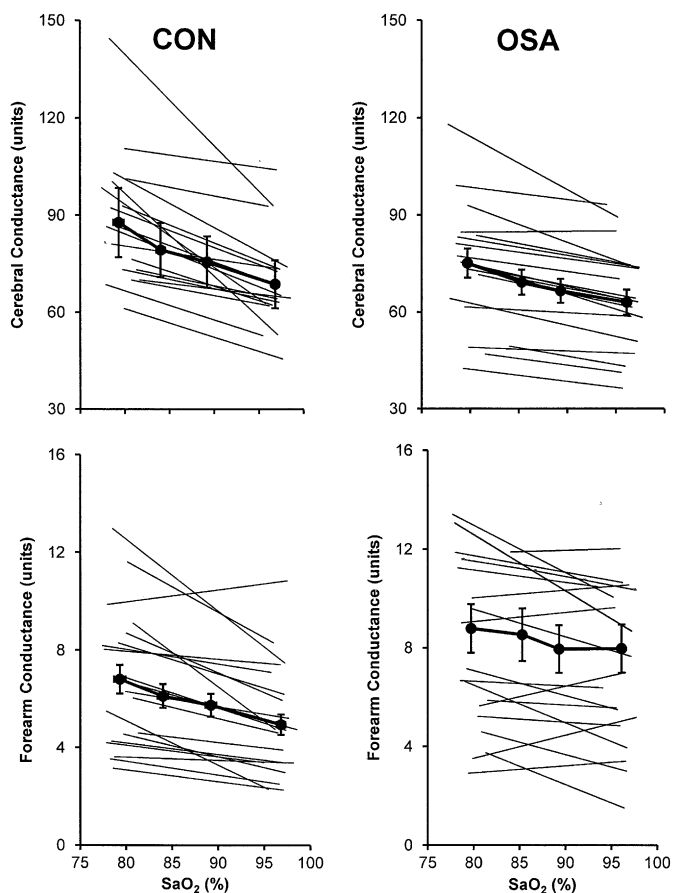 CON
OSA
150
120
90
60
30
Cerebral Conductance (units)
150
120
90
60
30
Cerebral Conductance (units)
16
12
8
4
0
Forearm Conductance (units)
75 80 85 90 95 100
SaO₂ (%)
16
12
8
4
0
Forearm Conductance (units)
75 80 85 90 95 100
SaO₂ (%)